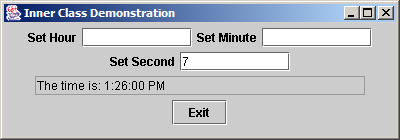 Inner Class Demonstration
Set Hour Set Minute
Set Second 7
The time is: 1:26:00 PM
Exit